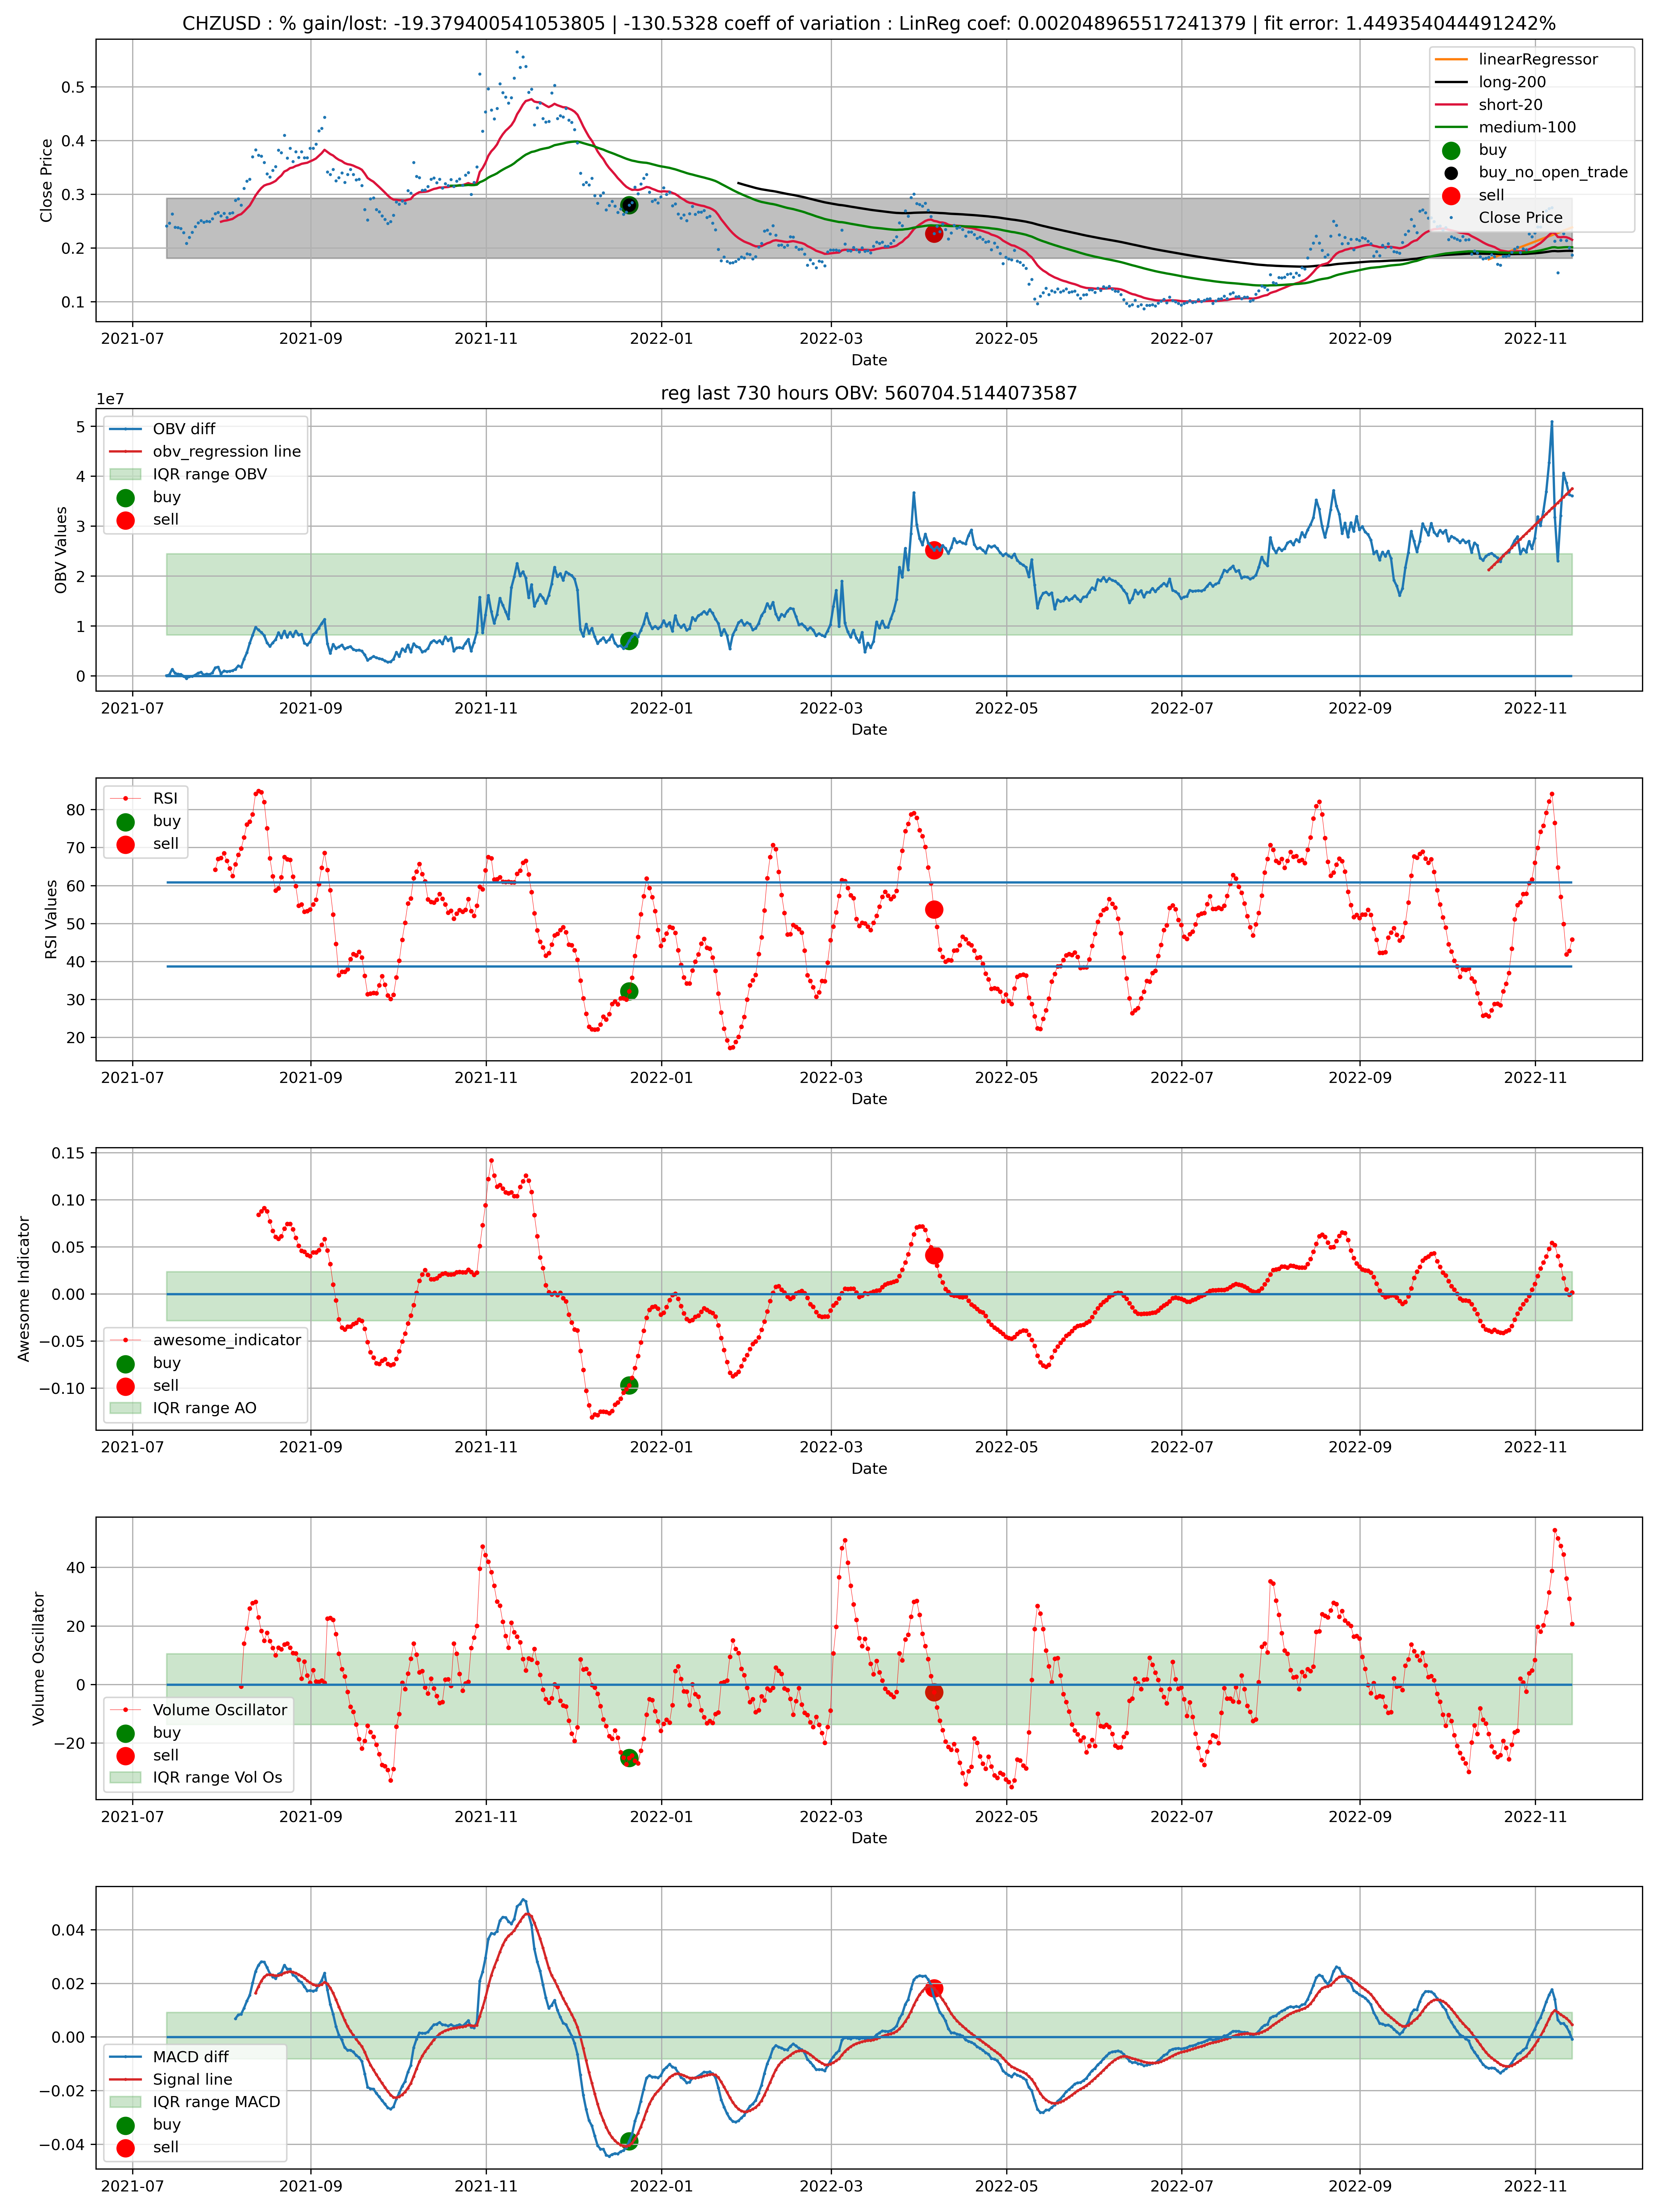 CHZUSD : % gain/lost: -19.379400541053805 | -130.5328 coeff of variation : LinReg coef: 0.002048965517241379 | fit error: 1.449354044491242%
linearRegressor
long-200
short-20
medium-100
buy
buy_no_open_trade
sell
Close Price
Close Price
0.5
0.4
0.3
0.2
0.1
2021-07 2021-09 2021-11 2022-01 2022-03 2022-05 2022-07 2022-09 2022-11
Date
reg last 730 hours OBV: 560704.5144073587
1e7
OBV diff
obv_regression line
IQR range OBV
buy
sell
OBV Values
5
4
3
2
1
0
2021-07 2021-09 2021-11 2022-01 2022-03 2022-05 2022-07 2022-09 2022-11
Date
RSI
buy
sell
RSI Values
80
70
60
50
40
30
20
2021-07 2021-09 2021-11 2022-01 2022-03 2022-05 2022-07 2022-09 2022-11
Date
Awesome Indicator
0.15
0.10
0.05
0.00
−0.05
−0.10
awesome_indicator
buy
sell
IQR range AO
2021-07 2021-09 2021-11 2022-01 2022-03 2022-05 2022-07 2022-09 2022-11
Date
Volume Oscillator
40
20
0
−20
Volume Oscillator
buy
sell
IQR range Vol Os
2021-07 2021-09 2021-11 2022-01 2022-03 2022-05 2022-07 2022-09 2022-11
Date
0.04
0.02
0.00
−0.02
−0.04
MACD diff
Signal line
IQR range MACD
buy
sell
2021-07 2021-09 2021-11 2022-01 2022-03 2022-05 2022-07 2022-09 2022-11